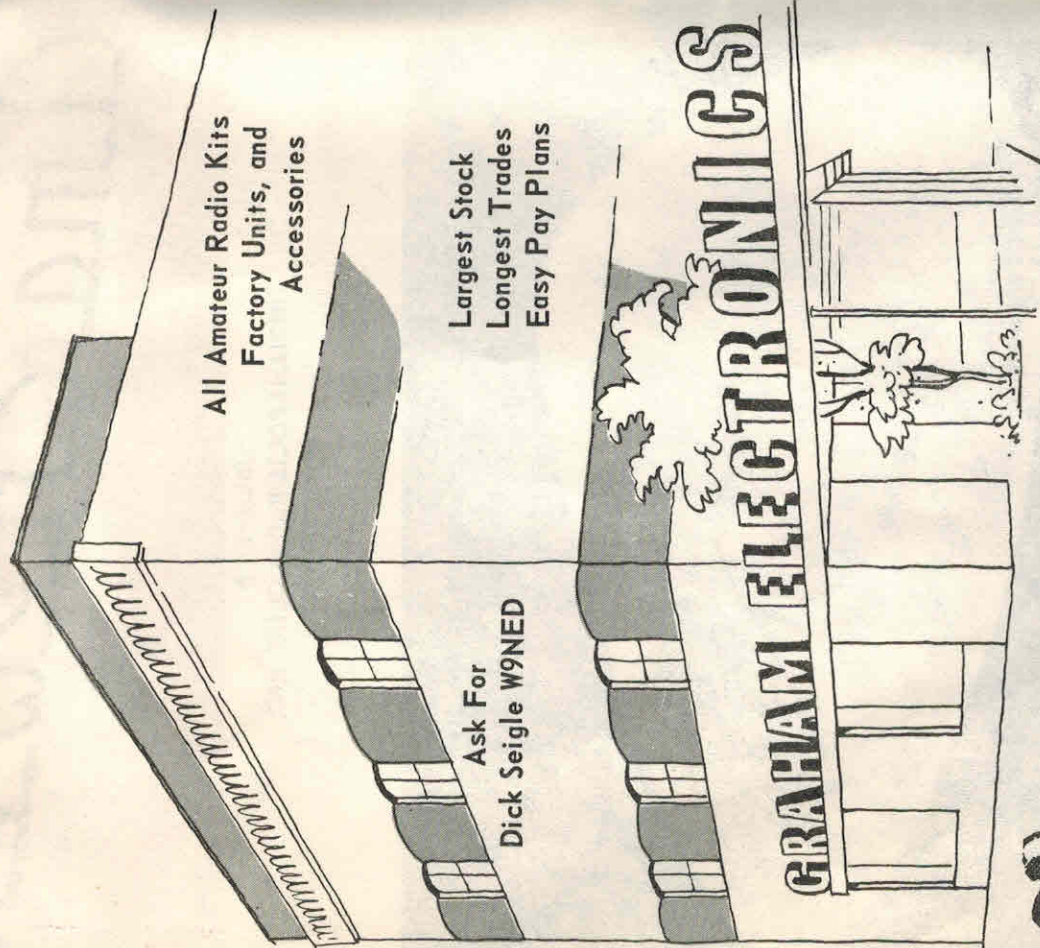 All Amateur Radio Kits
Factory Units, and
Accessories
Largest Stock
Longest Trades
Easy Pay Plans
Ask For
Dick Seigle W9NED
GRAHAM ELECTRONICS